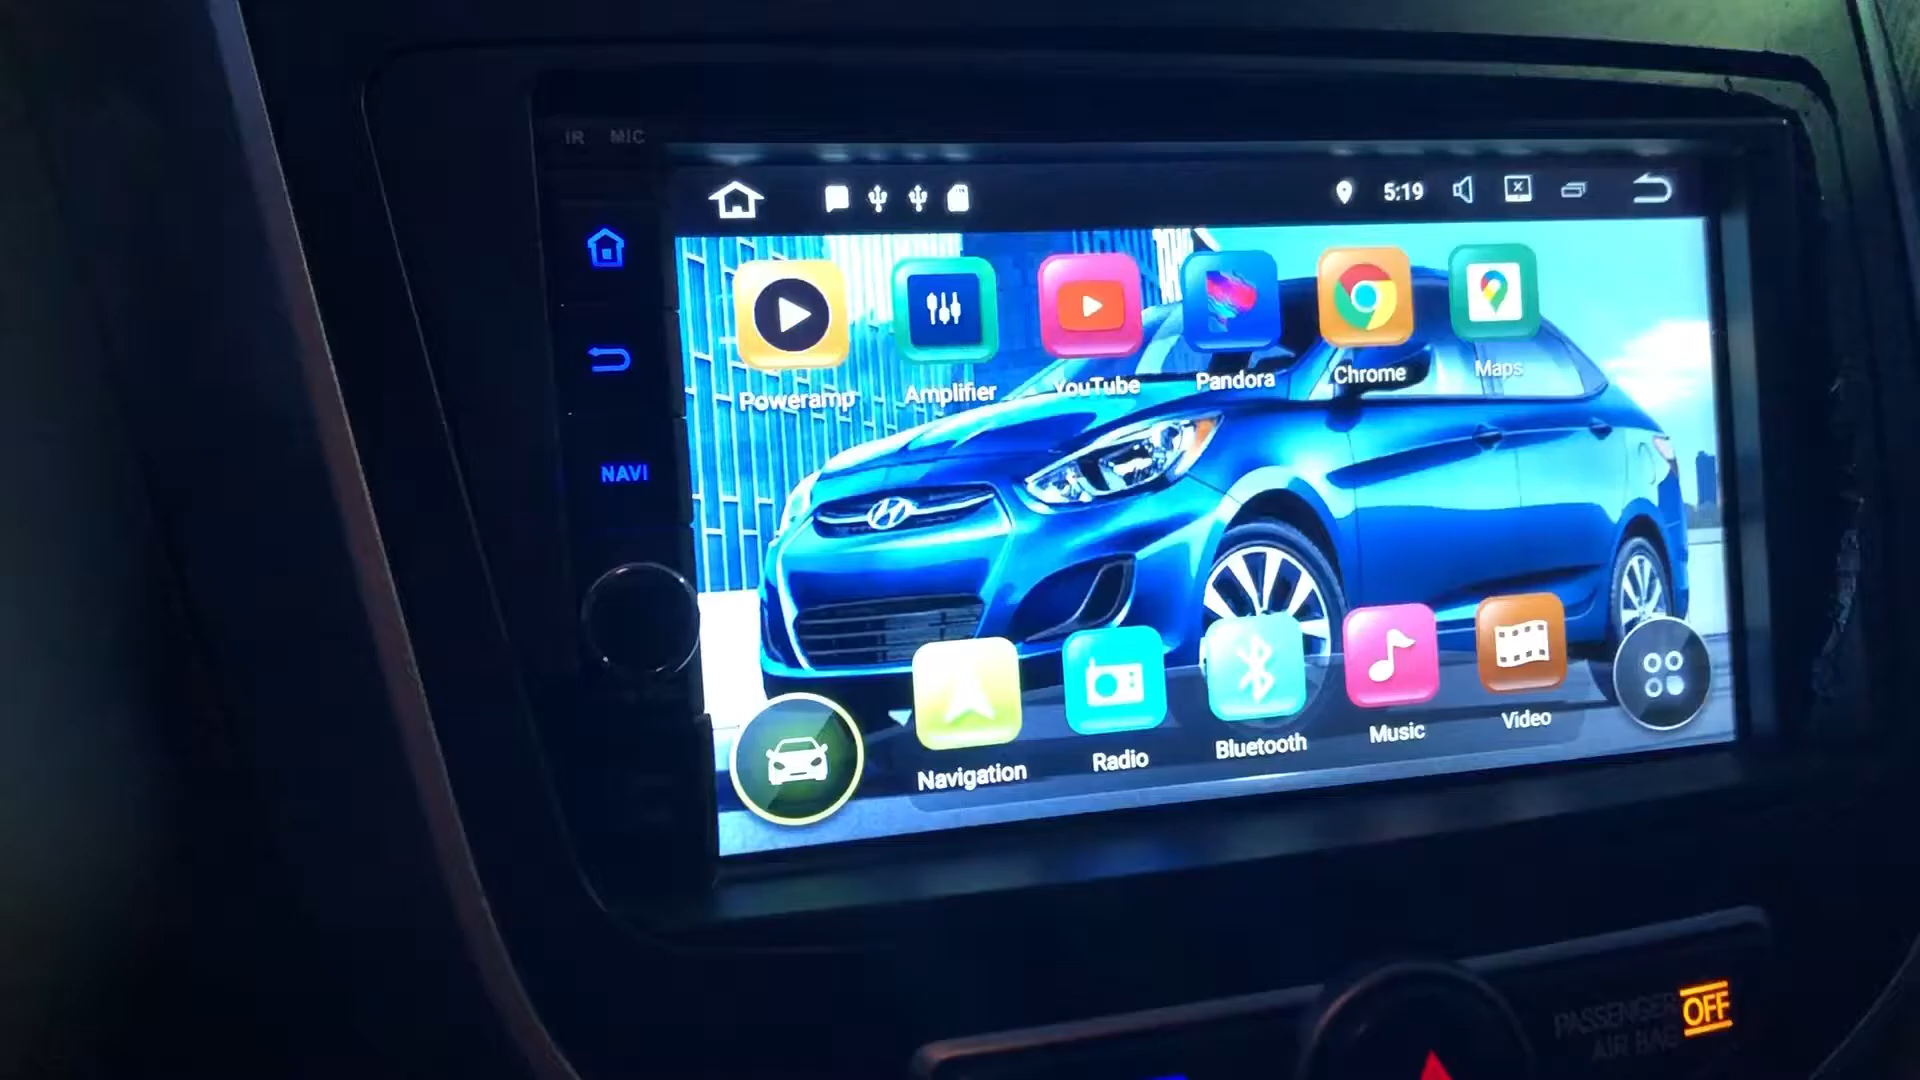 IR MIC
5:19
Poweramp Amplifier YouTube Pandora Chrome Maps
NAVI
Navigation Radio Bluetooth Music Video
PASSENGER
AIR BAG
OFF